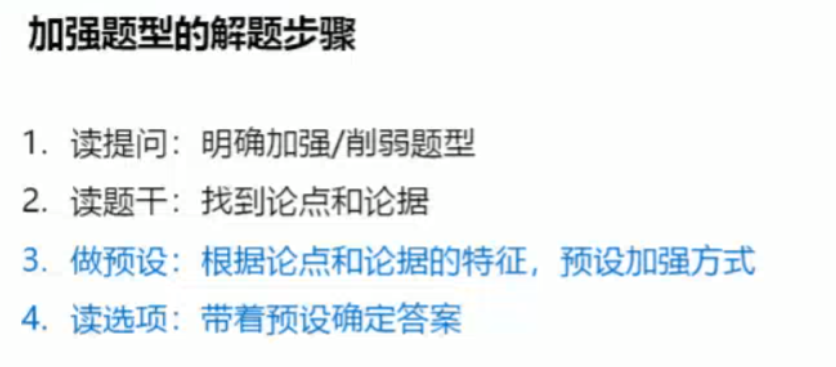 加强题型的解题步骤
1. 读提问：明确加强/削弱题型
2. 读题干：找到论点和论据
3. 做预设：根据论点和论据的特征，预设加强方式
4. 读选项：带着预设确定答案